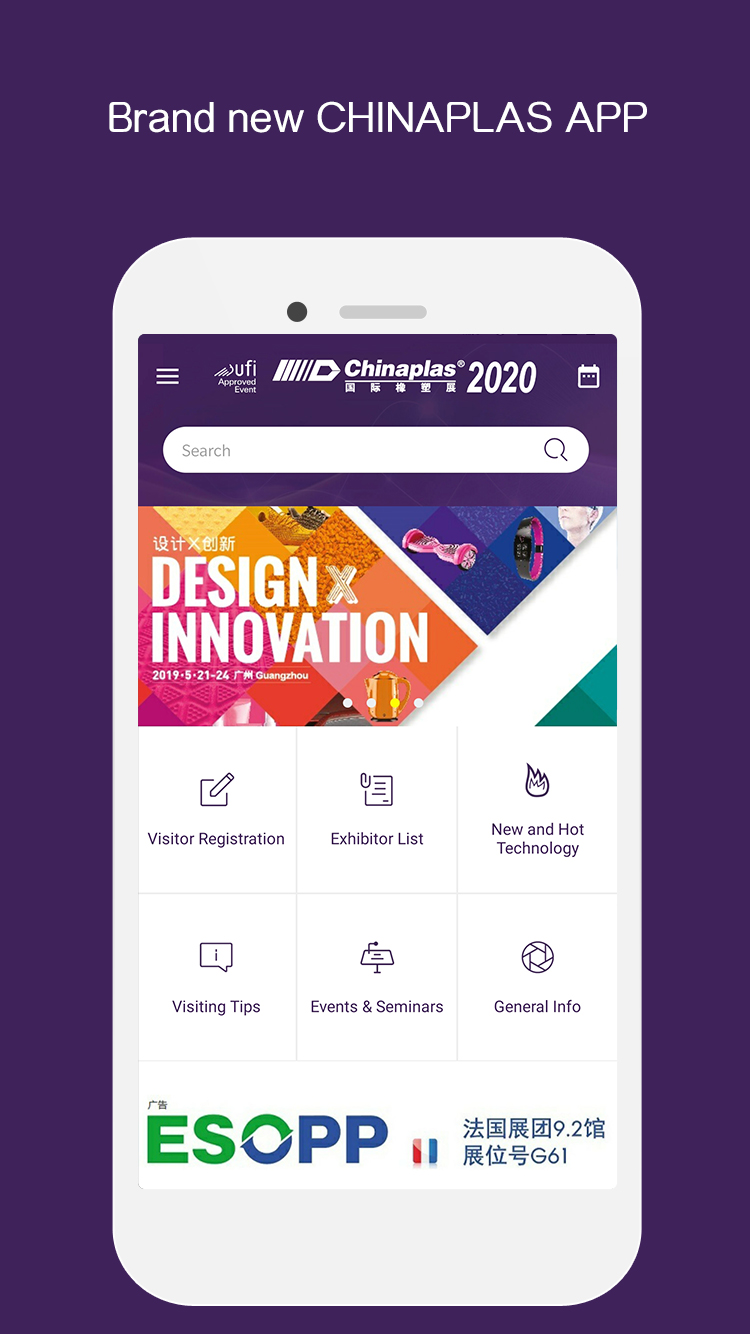 Brand new CHINAPLAS APP
ufi
Approved
Event
Chinaplas®
国际橡塑展
2020
Search
设计X创新
DESIGN X
INNOVATION
2019·5·21-24 广州 Guangzhou
Visitor Registration
Exhibitor List
New and Hot
Technology
Visiting Tips
Events & Seminars
General Info
广告
ESOPP
法国展团9.2馆
展位号G61